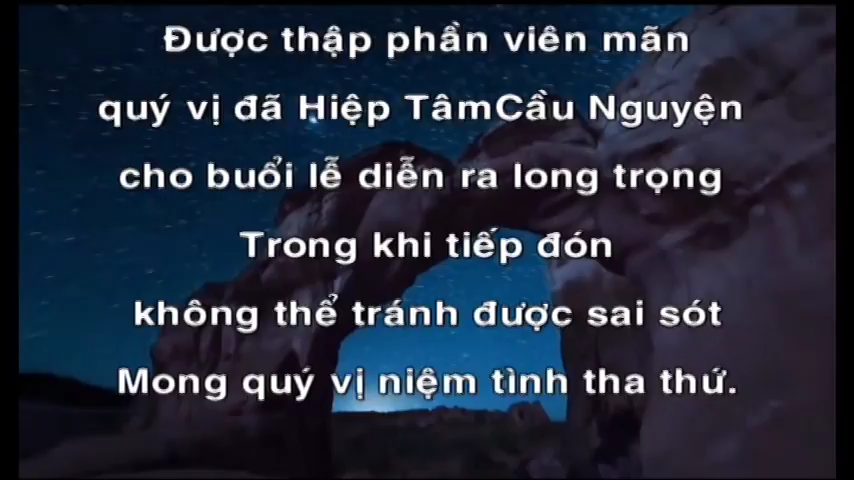 Được thập phần viên mãn
quý vị đã Hiệp TâmCầu Nguyện
cho buổi lễ diễn ra long trọng
Trong khi tiếp đón
không thể tránh được sai sót
Mong quý vị niệm tình tha thứ.